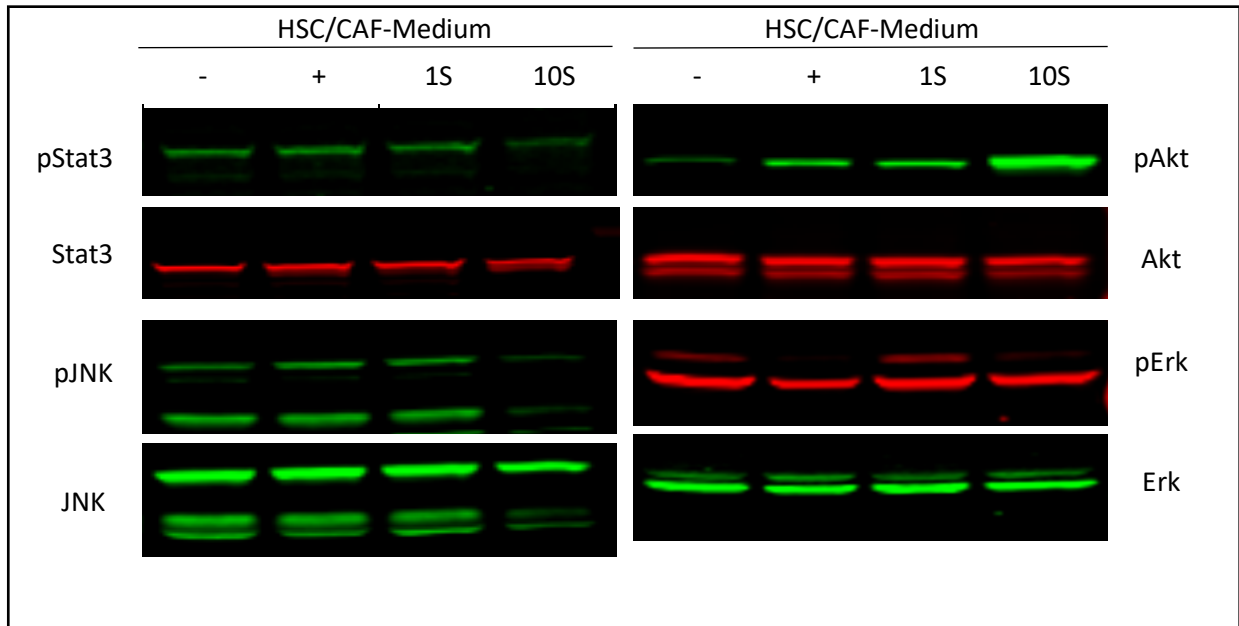 HSC/CAF-Medium
- + 1S 10S
pStat3
Stat3
pJNK
JNK
HSC/CAF-Medium
- + 1S 10S
pAkt
Akt
pErk
Erk